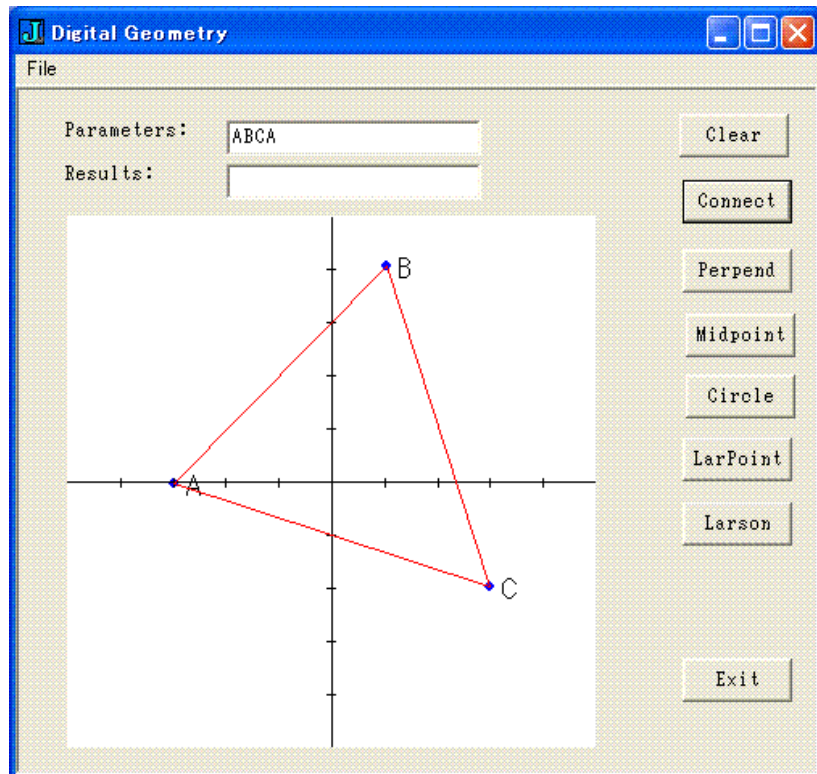 Digital Geometry
File
Parameters: ABCA
Results:
Clear
Connect
Perpend
Midpoint
Circle
LarPoint
Larson
Exit
B
A
C